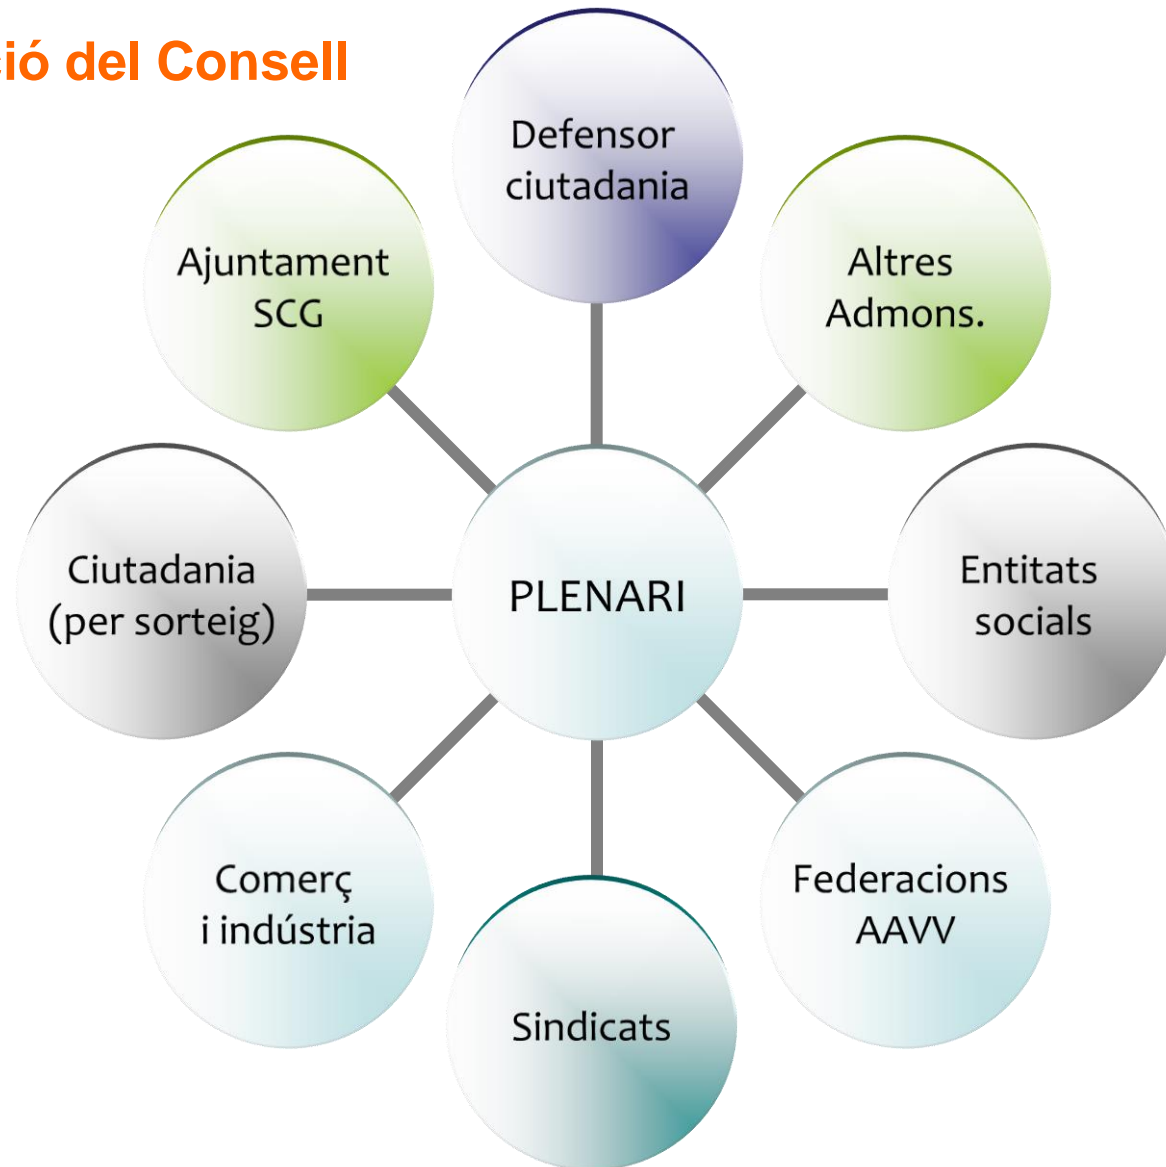 ció del Consell
Defensor
ciutadania
Ajuntament
SCG
Altres
Admons.
Ciutadania
(per sorteig)
PLENARI
Entitats
socials
Comerç
i indústria
Federacions
AAVV
Sindicats